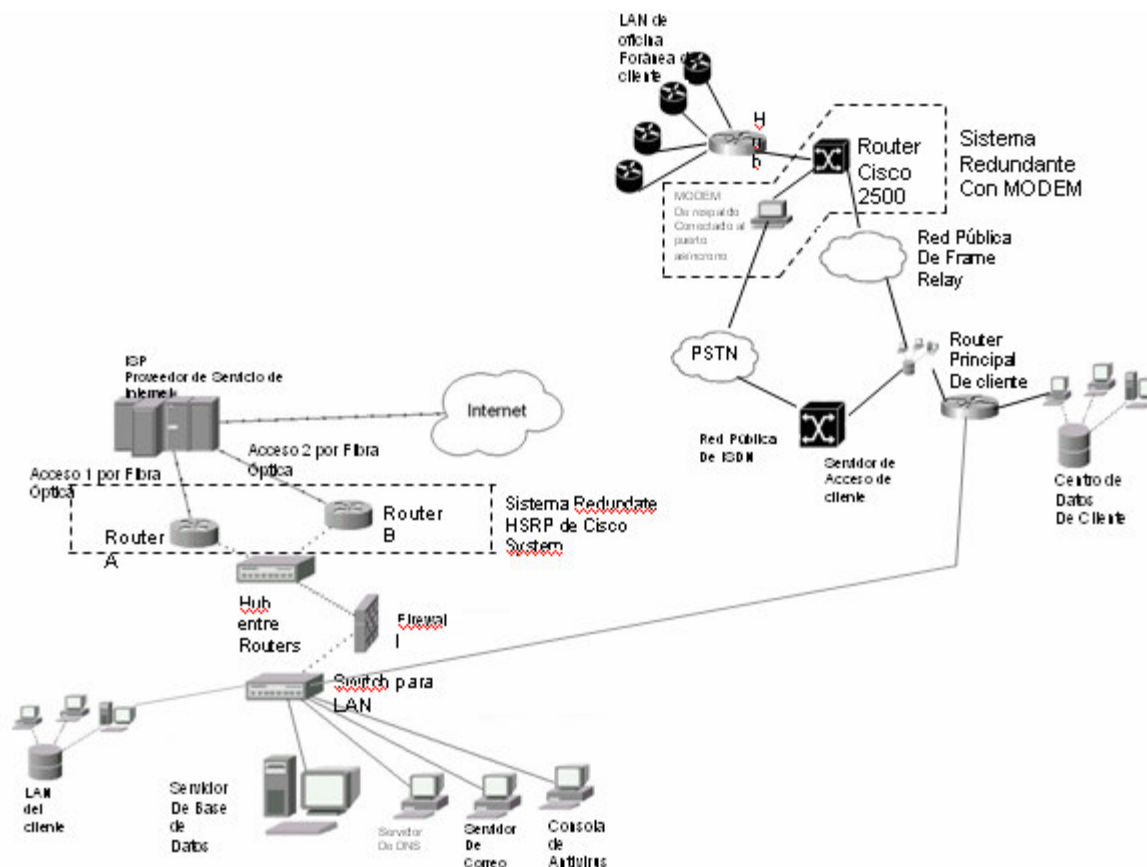 LAN de
oficina
Foránea de
cliente
H
u
b
Router
Cisco
2500
Sistema
Redundante
Con MODEM
MODEM
De respaldo
Conectado al
puerto
asíncrono
Red Pública
De Frame
Relay
PSTN
Router
Principal
De cliente
ISP
Proveedor de Servicio de
Internet
Internet
Red Pública
De ISDN
Servidor de
Acceso de
cliente
Centro de
Datos
De Cliente
Acceso 2 por Fibra
Óptica
Acceso 1 por Fibra
Óptica
Router
A
Router
B
Sistema Redundate
HSRP de Cisco
System
Hub
entre
Routers
Firewal
l
Switch para
LAN
LAN
del
cliente
Servidor
De Base
de
Datos
Servidor
De DNS
Servidor
De
Correo
Consola
de
Antivirus